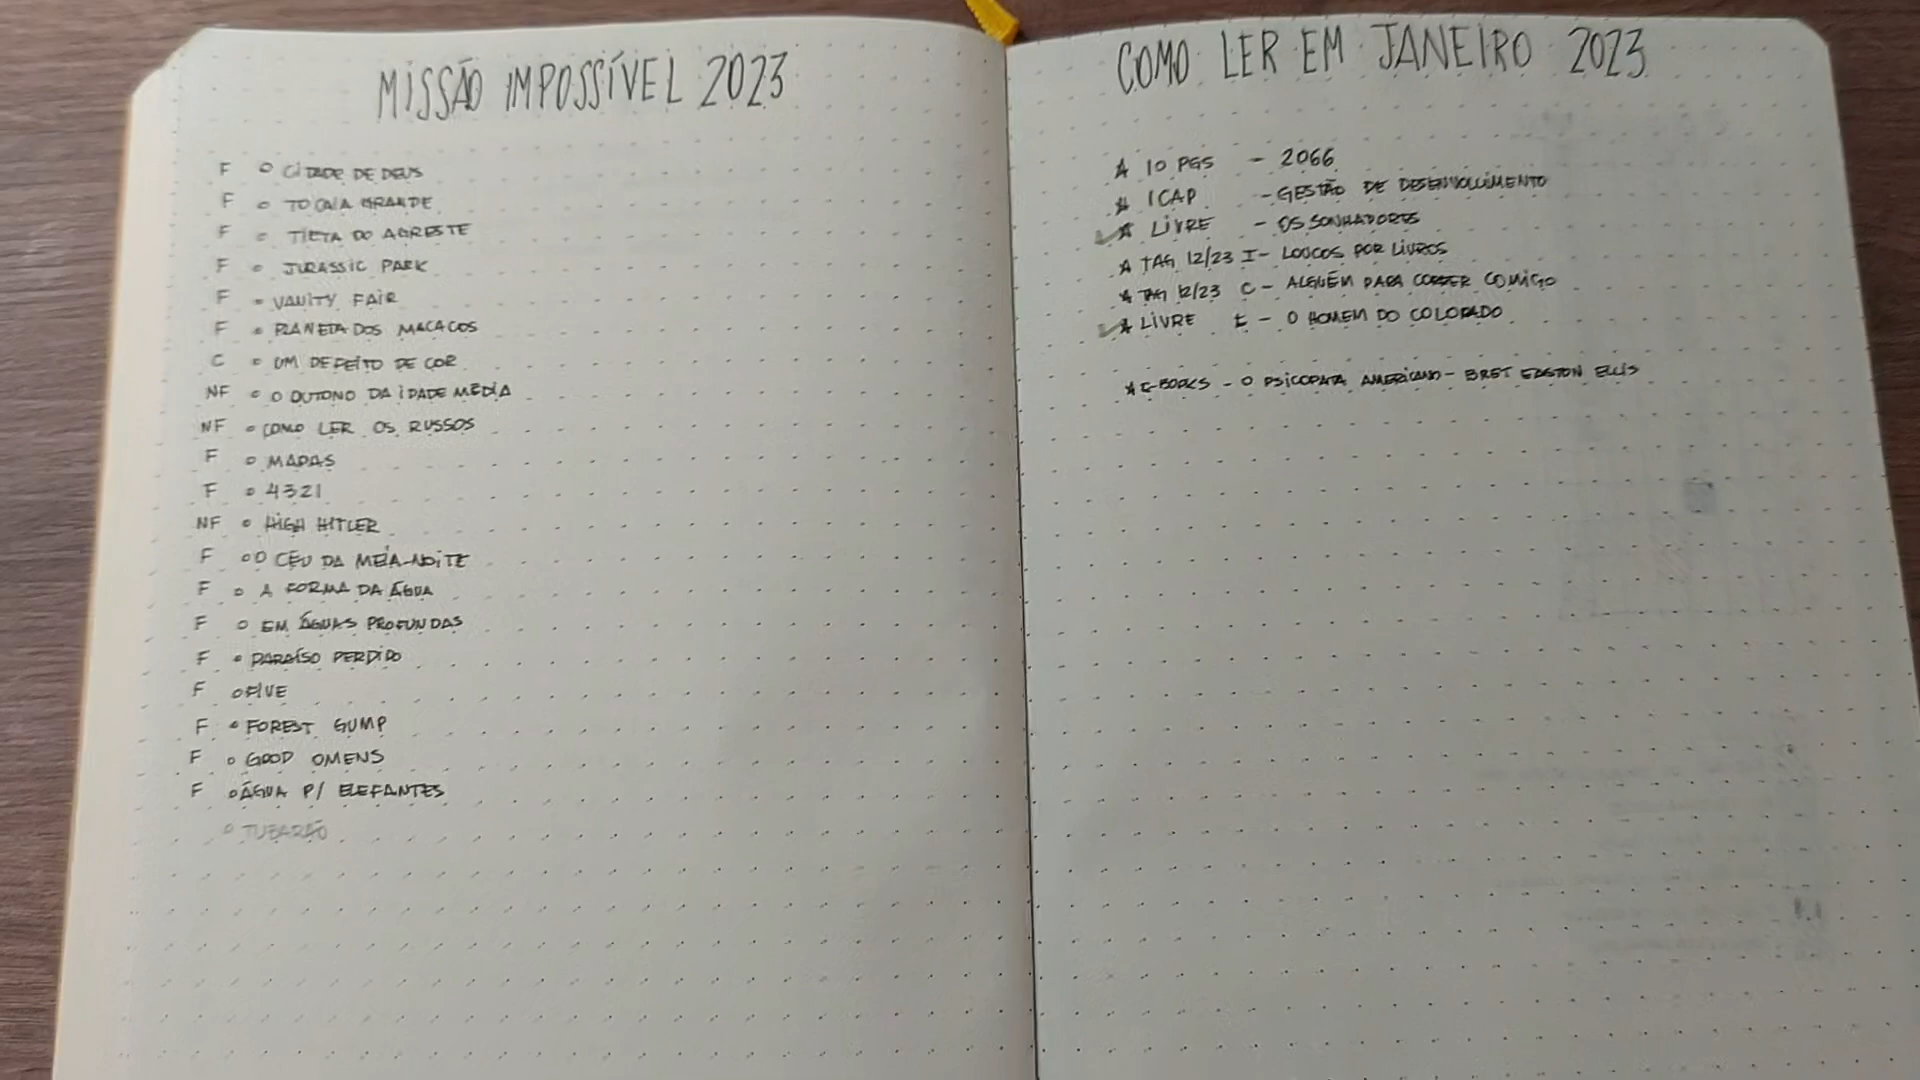 MISSÃO IMPOSSÍVEL 2023
F o CIDADE DE DEUS
F o TOCAIA GRANDE
F o TIETA DO AGRESTE
F o JURASSIC PARK
F o VANITY FAIR
F o PLANETA DOS MACACOS
C o UM DEFEITO DE COR
NF o O OUTONO DA IDADE MÉDIA
NF o COMO LER OS RUSSOS
F o MAPAS
F o 4321
NF o HIGH HITLER
F o O CÉU DA MEIA-NOITE
F o A FORMA DA ÁGUA
F o EM ÁGUAS PROFUNDAS
F o PARAÍSO PERDIDO
F o FIVE
F o FOREST GUMP
F o GOOD OMENS
F o ÁGUA P/ ELEFANTES
o TUBARÃO
COMO LER EM JANEIRO 2023
☆ 10 PGS - 2066
☆ 1 CAP - GESTÃO DE DESENVOLVIMENTO
✓ ☆ LIVRE - OS SONHADORES
☆ TAG 12/23 I - LOUCOS POR LIVROS
☆ TAG 12/23 C - ALGUÉM PARA CORRER COMIGO
✓ ☆ LIVRE E - O HOMEM DO COLORADO
☆ E-BOOKS - O PSICOPATA AMERICANO - BRET EASTON ELLIS